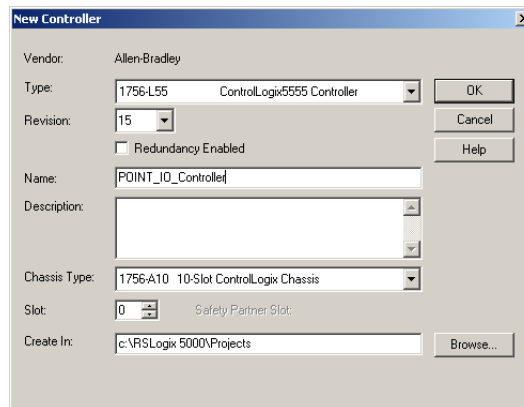 New Controller
Vendor: Allen-Bradley
Type: 1756-L55 ControlLogix5555 Controller OK
Revision: 15 Cancel
Redundancy Enabled Help
Name: POINT_IO_Controller
Description:
Chassis Type: 1756-A10 10-Slot ControlLogix Chassis
Slot: 0 Safety Partner Slot:
Create In: c:\RSLogix 5000\Projects Browse...